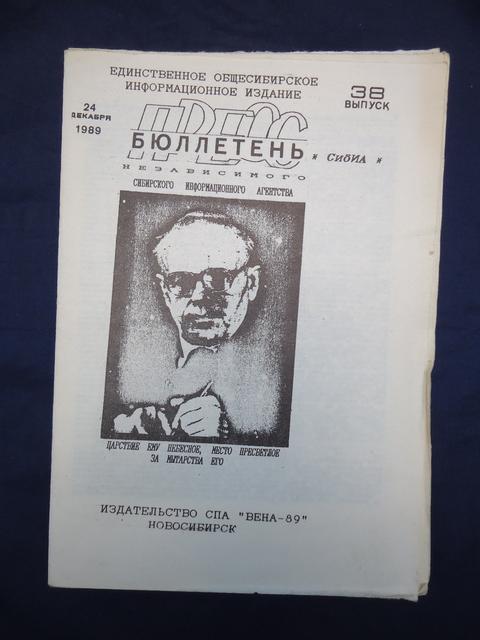 ЕДИНСТВЕННОЕ ОБЩЕСИБИРСКОЕ
ИНФОРМАЦИОННОЕ ИЗДАНИЕ
38
ВЫПУСК
24
ДЕКАБРЯ
1989
ПРЕСС
БЮЛЛЕТЕНЬ
" СибИА "
НЕЗАВИСИМОГО
СИБИРСКОГО ИНФОРМАЦИОННОГО АГЕНТСТВА
ЦАРСТВИЕ ЕМУ НЕБЕСНОЕ, МЕСТО ПРЕСВЕТЛОЕ
ЗА МЫТАРСТВА ЕГО
ИЗДАТЕЛЬСТВО СПА "ВЕНА-89"
НОВОСИБИРСК